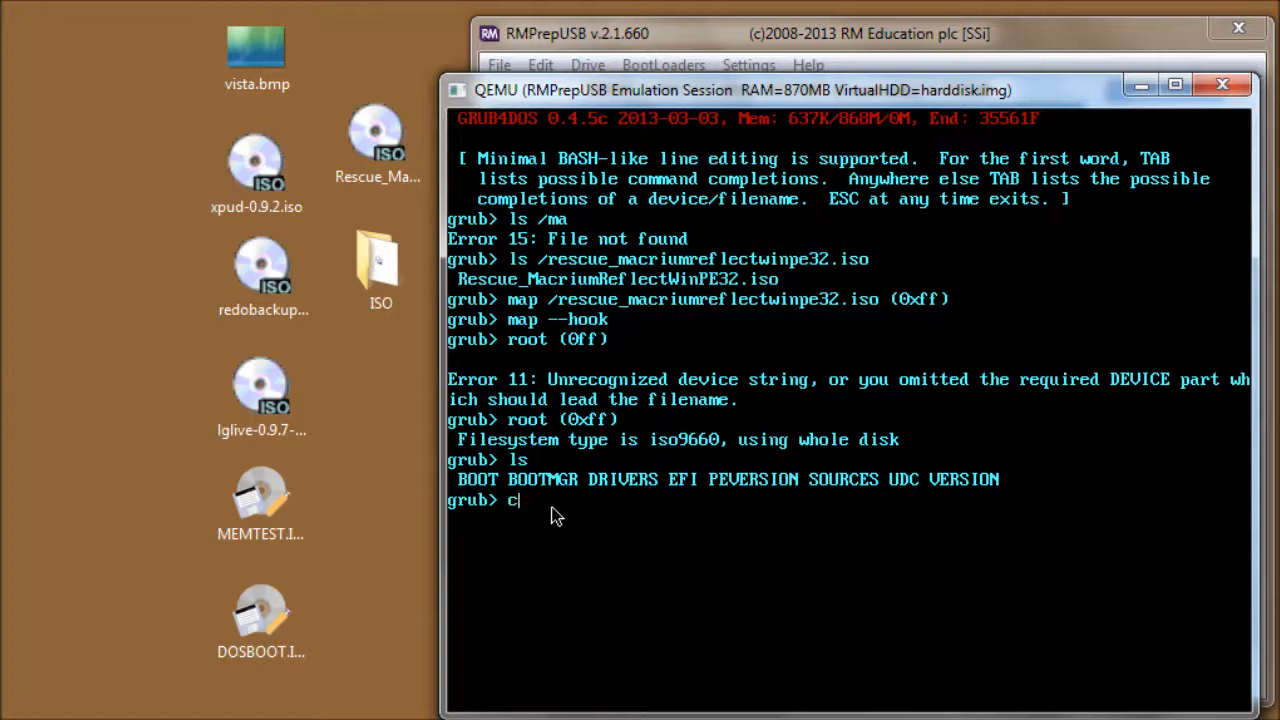 vista.bmp
xpud-0.9.2.iso
redobackup...
lglive-0.9.7-...
MEMTEST.I...
DOSBOOT.I...
ISO
ISO
ISO
ISO
Rescue_Ma...
ISO
RM RMPrepUSB v.2.1.660 (c)2008-2013 RM Education plc [SSi]
File Edit Drive BootLoaders Settings Help
QEMU (RMPrepUSB Emulation Session RAM=870MB VirtualHDD=harddisk.img)
GRUB4DOS 0.4.5c 2013-03-03, Mem: 637K/868M/0M, End: 35561F
[ Minimal BASH-like line editing is supported. For the first word, TAB
lists possible command completions. Anywhere else TAB lists the possible
completions of a device/filename. ESC at any time exits. ]
grub> ls /ma
Error 15: File not found
grub> ls /rescue_macriumreflectwinpe32.iso
Rescue_MacriumReflectWinPE32.iso
grub> map /rescue_macriumreflectwinpe32.iso (0xff)
grub> map --hook
grub> root (0ff)
Error 11: Unrecognized device string, or you omitted the required DEVICE part wh
ich should lead the filename.
grub> root (0xff)
Filesystem type is iso9660, using whole disk
grub> ls
BOOT BOOTMGR DRIVERS EFI PEVERSION SOURCES UDC VERSION
grub> c